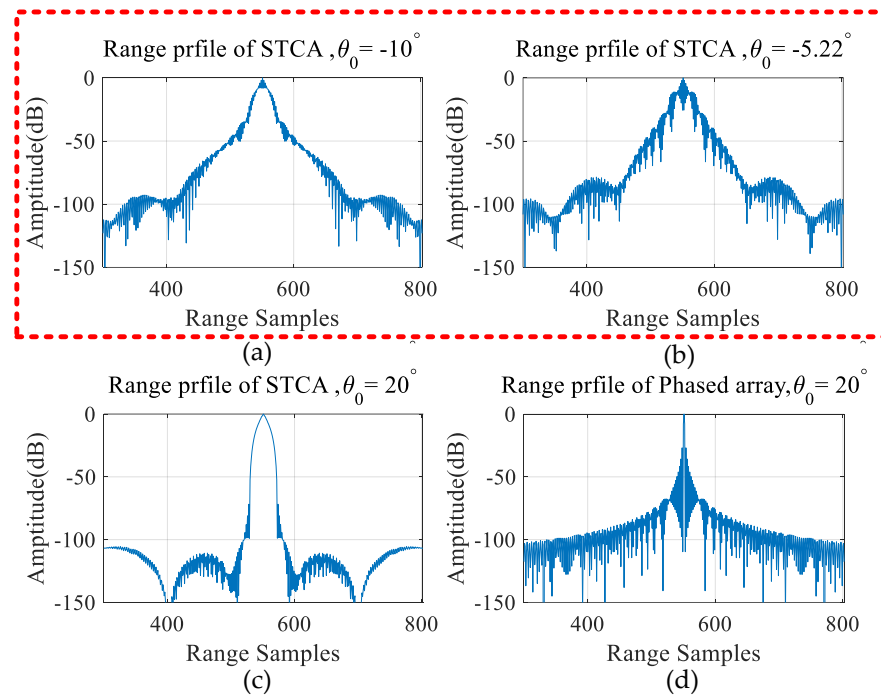 Range prfile of STCA ,θ₀= -10°
Range prfile of STCA ,θ₀= -5.22°
0
-50
-100
-150
Amptitude(dB)
400
600
800
Range Samples
0
-50
-100
-150
Amptitude(dB)
400
600
800
Range Samples
(a)
(b)
Range prfile of STCA ,θ₀= 20°
Range prfile of Phased array,θ₀= 20°
0
-50
-100
-150
Amptitude(dB)
400
600
800
Range Samples
0
-50
-100
-150
Amptitude(dB)
400
600
800
Range Samples
(c)
(d)